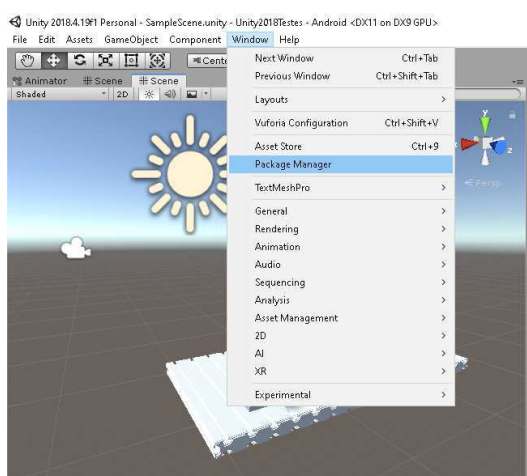 Unity 2018.4.19f1 Personal - SampleScene.unity - Unity2018Testes - Android <DX11 on DX9 GPU>
File Edit Assets GameObject Component Window Help
Cente
Animator # Scene # Scene
Shaded 2D
Next Window Ctrl+Tab
Previous Window Ctrl+Shift+Tab
Layouts >
Vuforia Configuration Ctrl+Shift+V
Asset Store Ctrl+9
Package Manager
TextMeshPro >
General >
Rendering >
Animation >
Audio >
Sequencing >
Analysis >
Asset Management >
2D >
AI >
XR >
Experimental >
y
z
Persp